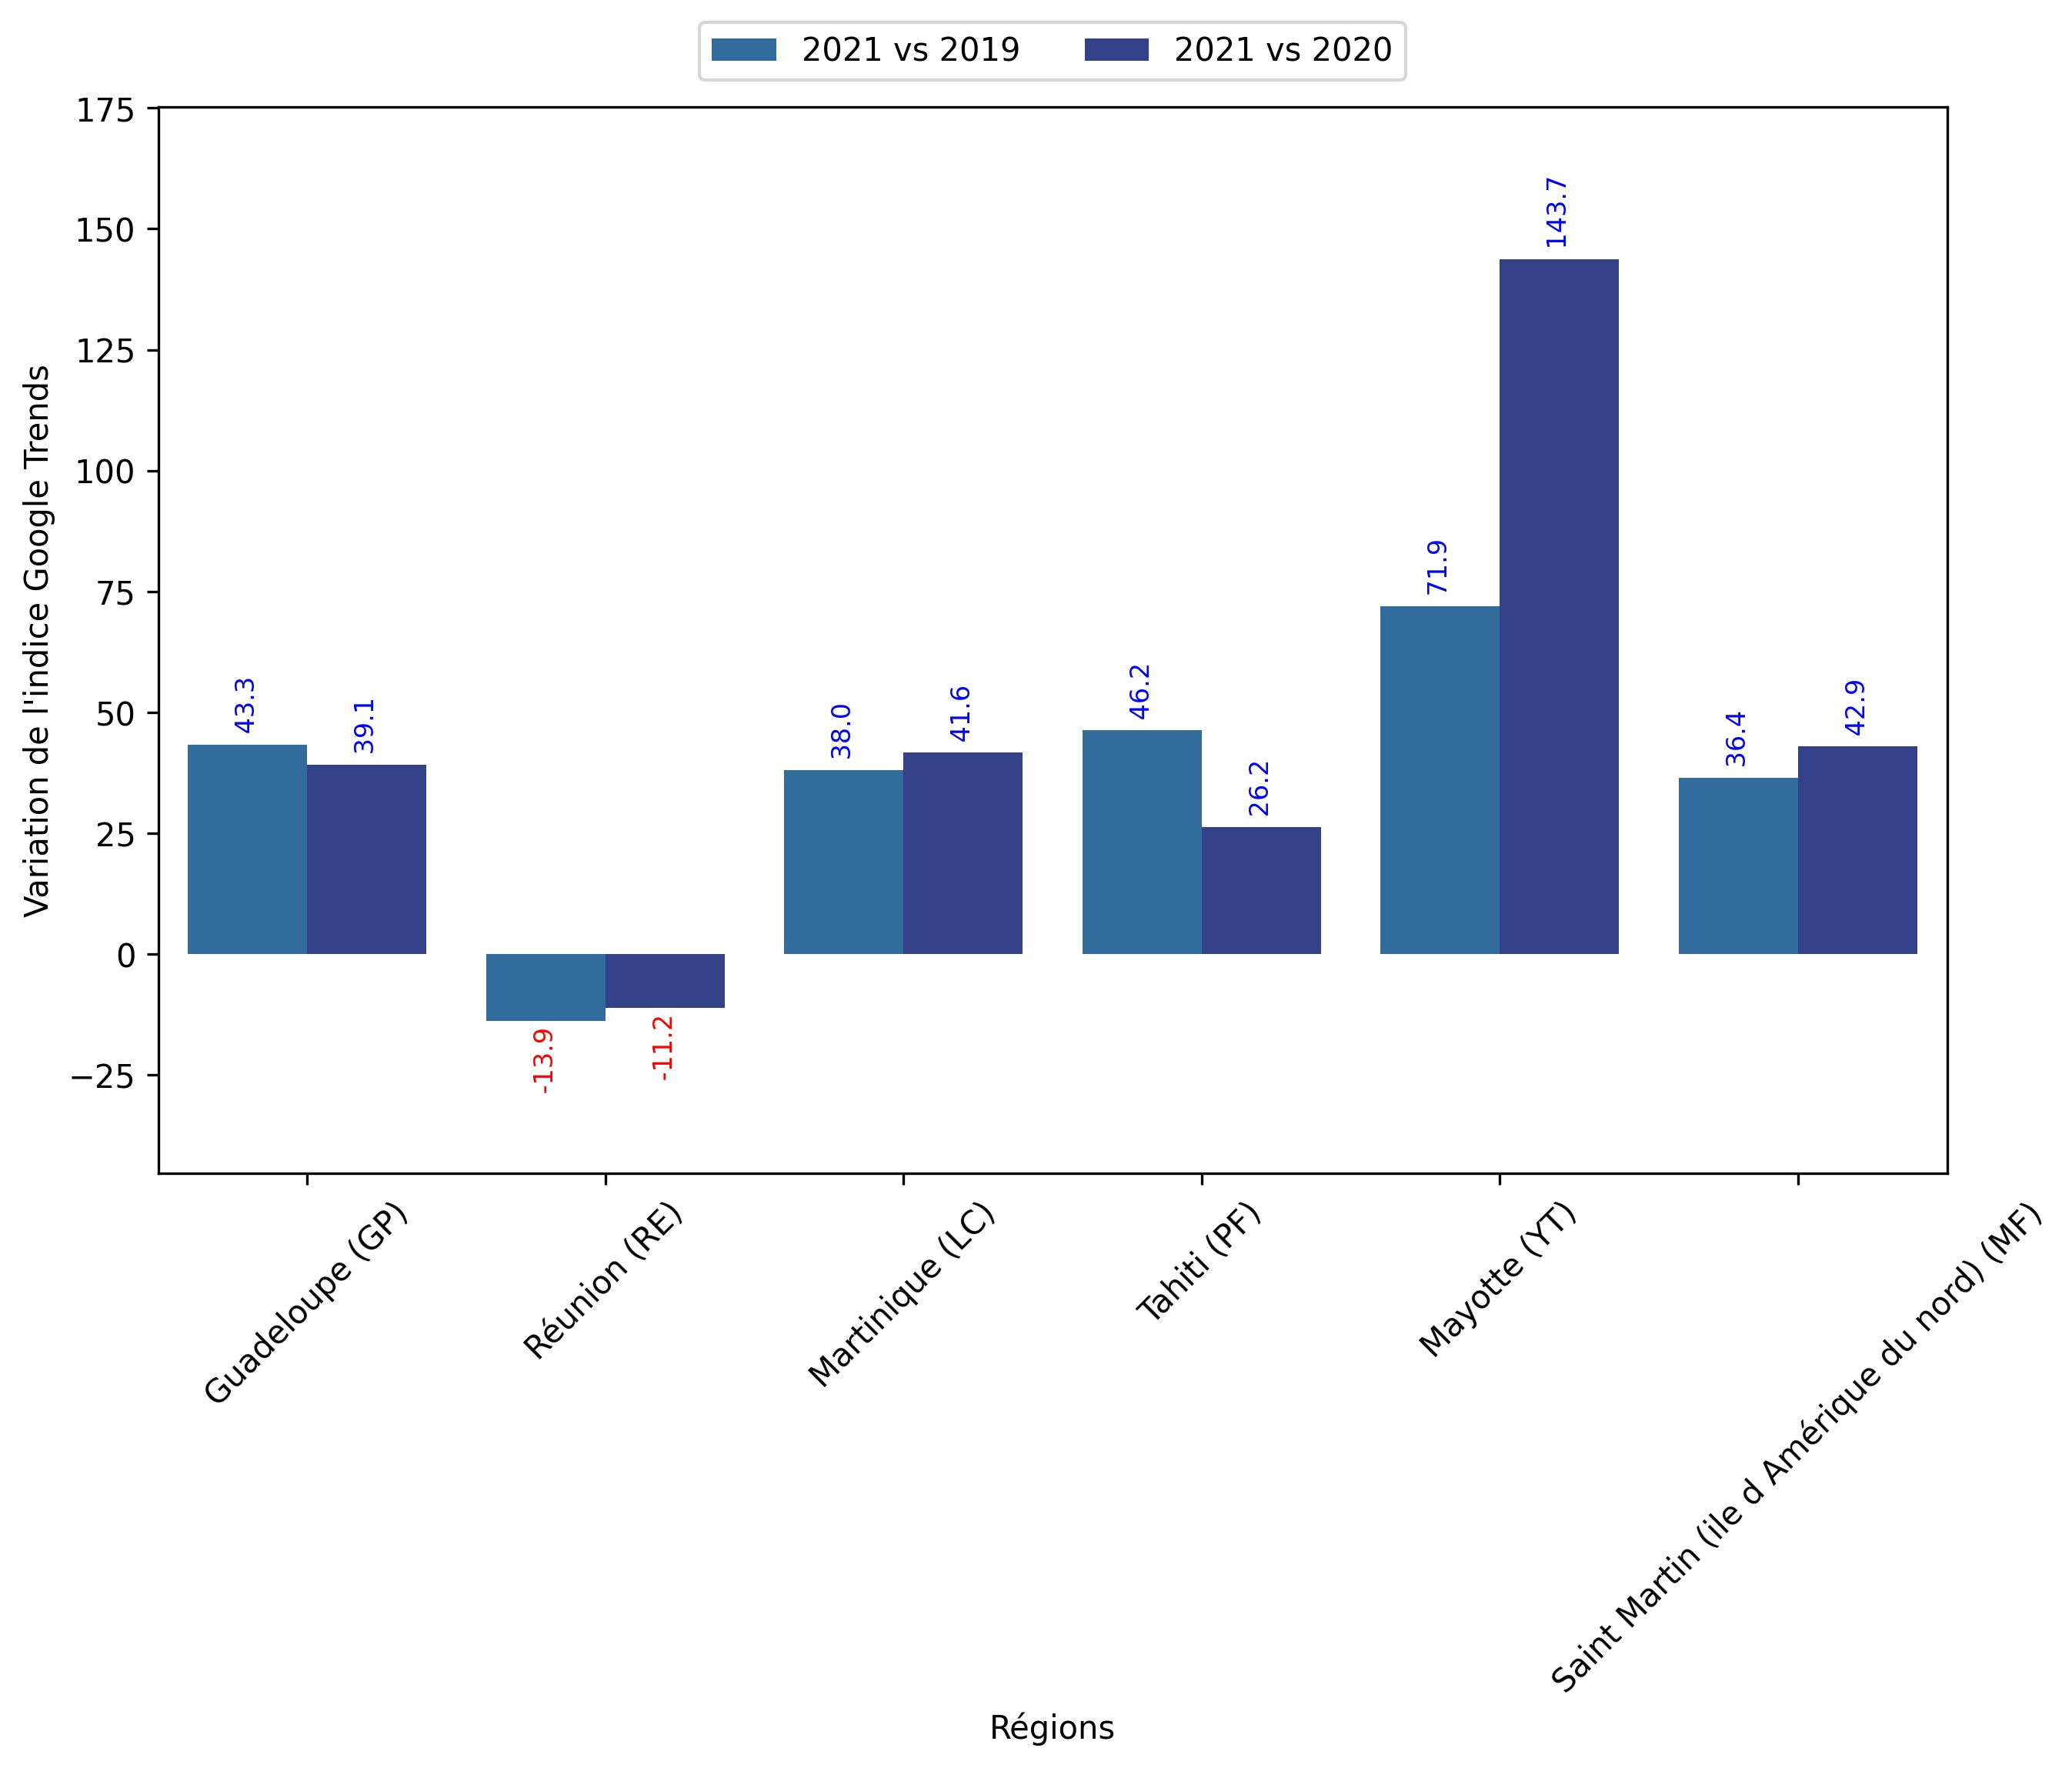 2021 vs 2019
2021 vs 2020
Variation de l'indice Google Trends
175
150
125
100
75
50
25
0
−25
43.3
39.1
-13.9
-11.2
38.0
41.6
46.2
26.2
71.9
143.7
36.4
42.9
Guadeloupe (GP)
Réunion (RE)
Martinique (LC)
Tahiti (PF)
Mayotte (YT)
Saint Martin (ile d Amérique du nord) (MF)
Régions